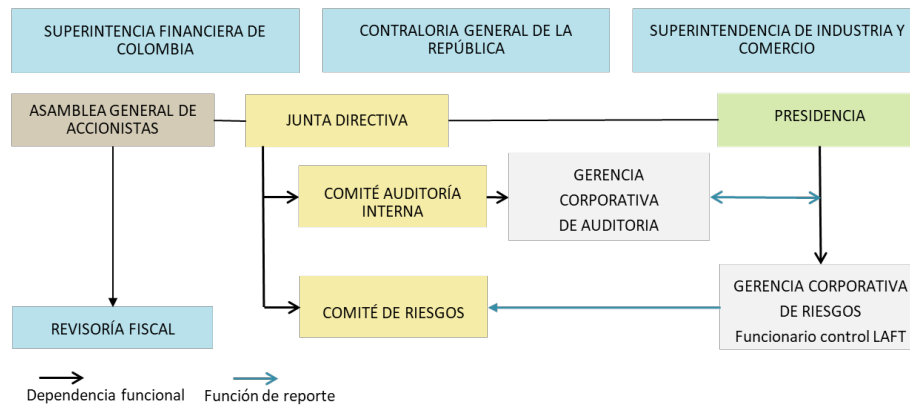 SUPERINTENCIA FINANCIERA DE
COLOMBIA
CONTRALORIA GENERAL DE LA
REPÚBLICA
SUPERINTENDENCIA DE INDUSTRIA Y
COMERCIO
ASAMBLEA GENERAL DE
ACCIONISTAS
JUNTA DIRECTIVA
PRESIDENCIA
COMITÉ AUDITORÍA
INTERNA
GERENCIA
CORPORATIVA
DE AUDITORIA
COMITÉ DE RIESGOS
GERENCIA CORPORATIVA
DE RIESGOS
Funcionario control LAFT
REVISORÍA FISCAL
Dependencia funcional
Función de reporte